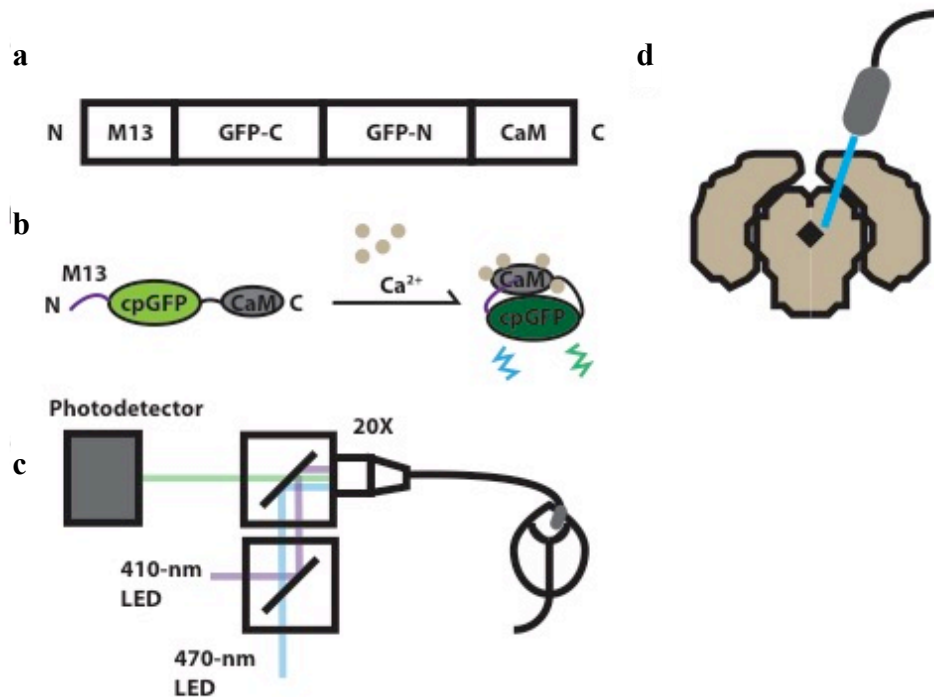 a
N M13 GFP-C GFP-N CaM C
b
M13
N cpGFP CaM C
Ca²⁺
CaM
cpGFP
c
Photodetector
20X
410-nm
LED
470-nm
LED
d